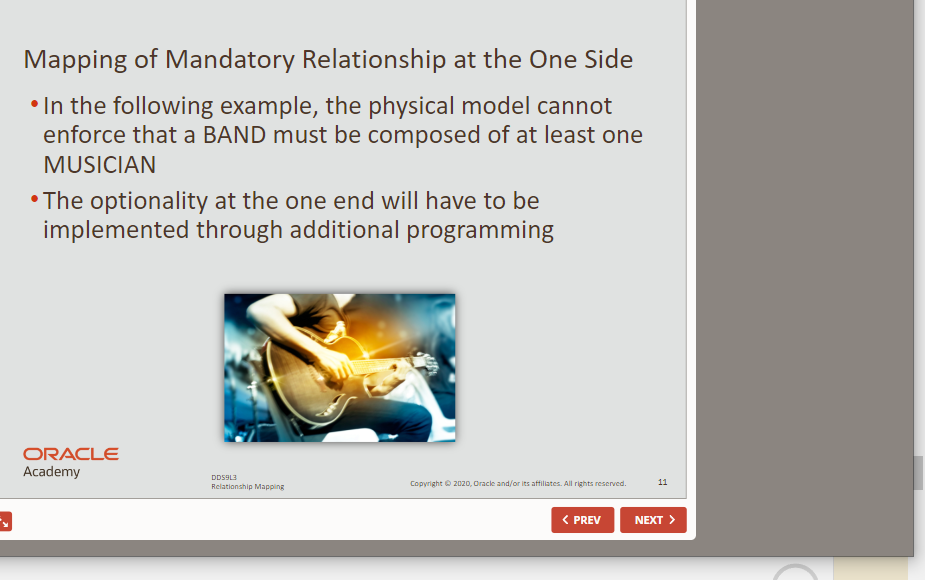 Mapping of Mandatory Relationship at the One Side
•In the following example, the physical model cannot
enforce that a BAND must be composed of at least one
MUSICIAN
•The optionality at the one end will have to be
implemented through additional programming
ORACLE
Academy
DDS9L3
Relationship Mapping
Copyright © 2020, Oracle and/or its affiliates. All rights reserved.
11
PREV
NEXT